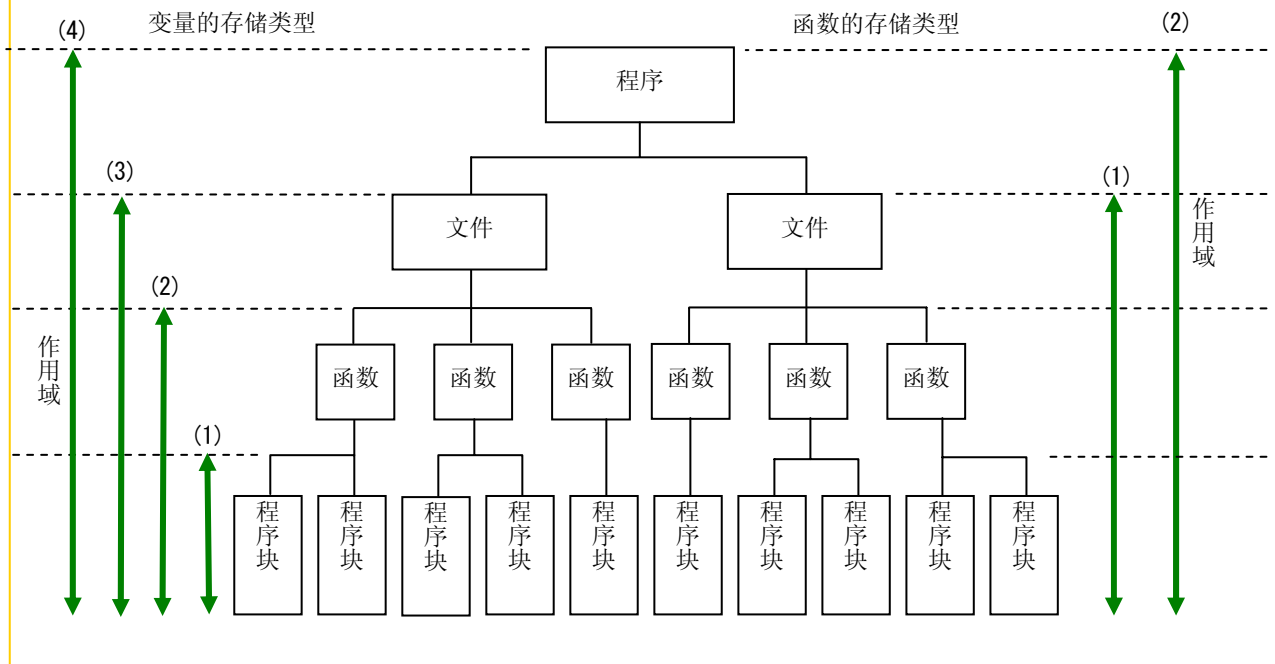 变量的存储类型
函数的存储类型
(4)
(2)
程序
(3)
(1)
文件
文件
作用域
(2)
作用域
函数
函数
函数
函数
函数
函数
(1)
程序块
程序块
程序块
程序块
程序块
程序块
程序块
程序块
程序块
程序块